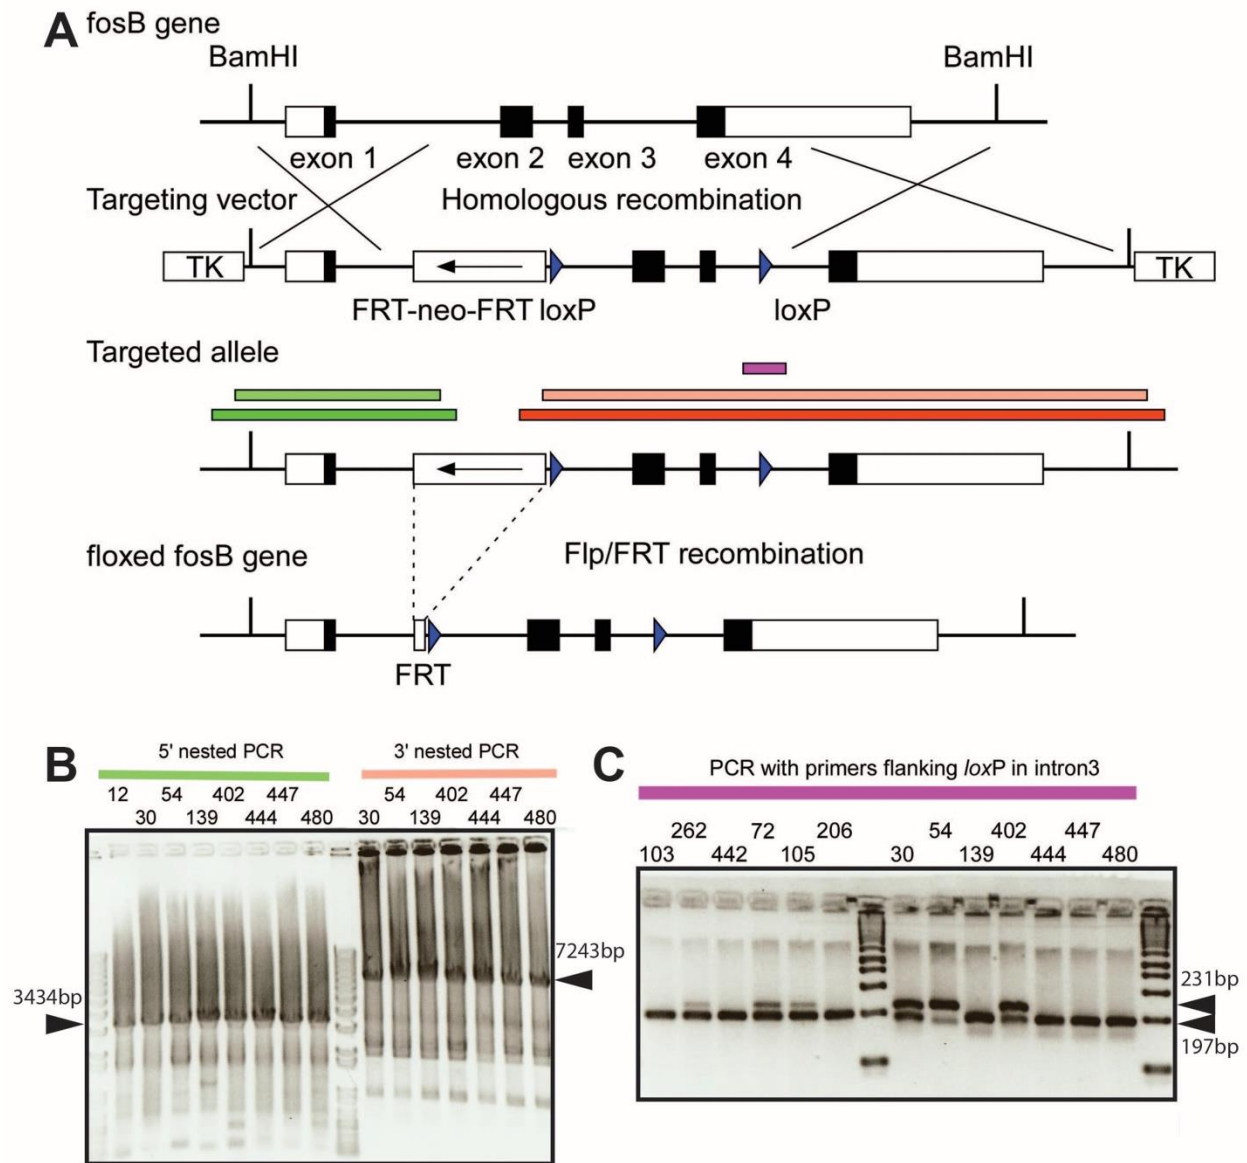 A fosB gene
BamHI BamHI
exon 1 exon 2 exon 3 exon 4
Targeting vector Homologous recombination
TK TK
FRT-neo-FRT loxP loxP
Targeted allele
floxed fosB gene Flp/FRT recombination
FRT
B 5' nested PCR 3' nested PCR
12 54 402 447 54 402 447
30 139 444 480 30 139 444 480
3434bp
7243bp
C PCR with primers flanking loxP in intron3
262 72 206 54 402 447
103 442 105 30 139 444 480
231bp
197bp